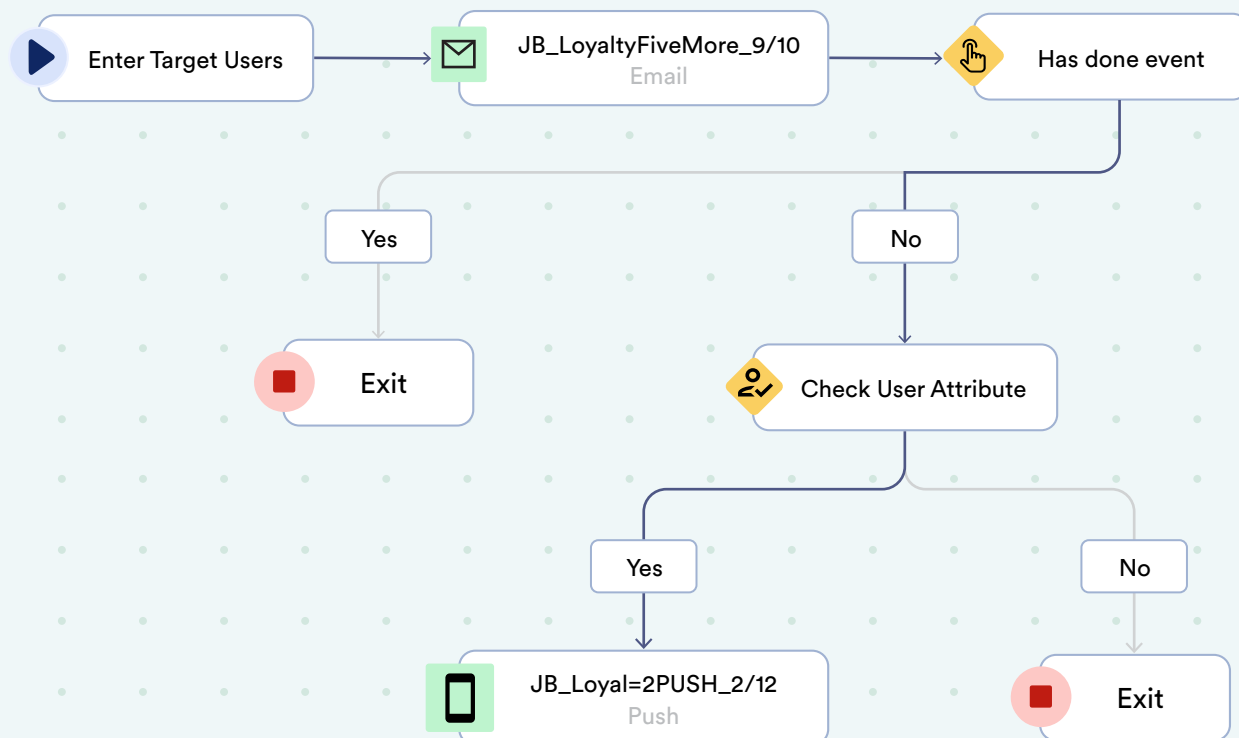 Enter Target Users
JB_LoyaltyFiveMore_9/10
Email
Has done event
Yes
No
Exit
Check User Attribute
Yes
No
JB_Loyal=2PUSH_2/12
Push
Exit